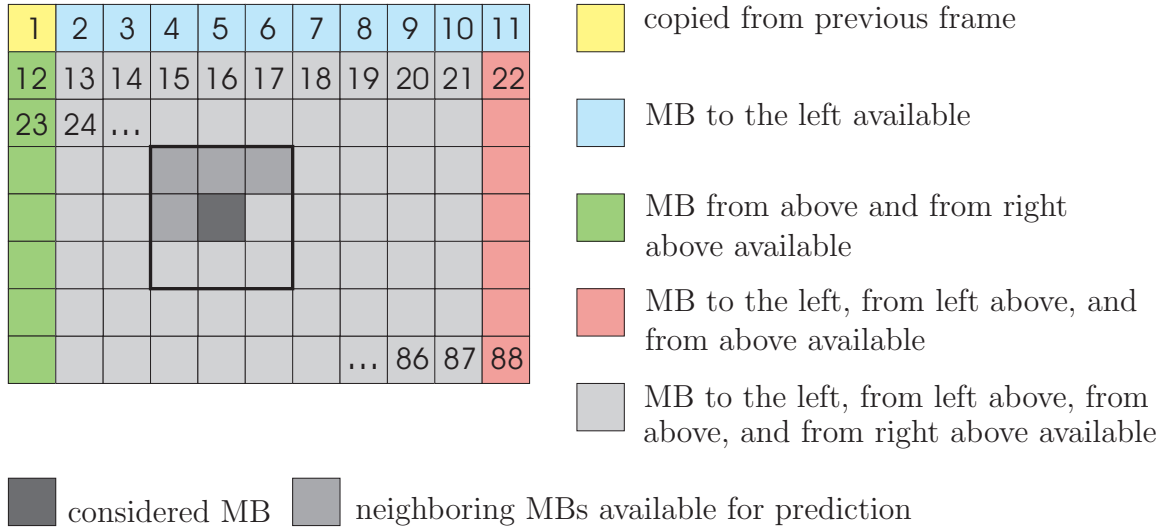 1 2 3 4 5 6 7 8 9 10 11
12 13 14 15 16 17 18 19 20 21 22
23 24 ...
... 86 87 88
copied from previous frame
MB to the left available
MB from above and from right
above available
MB to the left, from left above, and
from above available
MB to the left, from left above, from
above, and from right above available
considered MB
neighboring MBs available for prediction